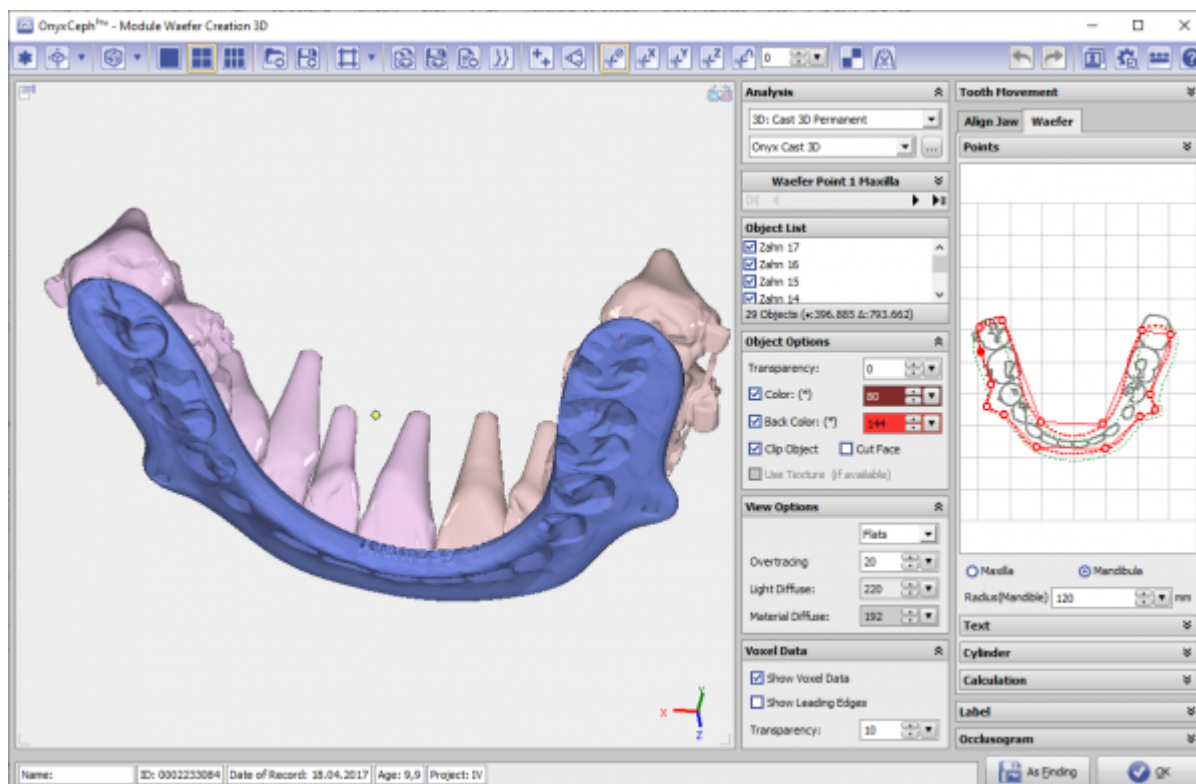 OnyxCeph³™ - Module Waefer Creation 3D
0
Analysis
3D: Cast 3D Permanent
Onyx Cast 3D
...
Waefer Point 1 Maxilla
Object List
Zahn 17
Zahn 16
Zahn 15
Zahn 14
29 Objects (•:396.885 Δ:793.662)
Object Options
Transparency: 0
Color: (*) 80
Back Color: (*) 144
Clip Object Cut Face
Use Texture (if available)
View Options
Flats
Overtracing 20
Light Diffuse: 220
Material Diffuse: 192
Voxel Data
Show Voxel Data
Show Leading Edges
Transparency: 10
Tooth Movement
Align Jaw Waefer
Points
Maxilla Mandibula
Radius(Mandible) 120 mm
Text
Cylinder
Calculation
Label
Occlusogram
X Y Z
Name: ID: 0002233084 Date of Record: 18.04.2017 Age: 9,9 Project: IV
As Finding OK